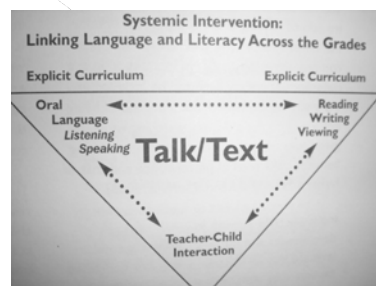 Systemic Intervention:
Linking Language and Literacy Across the Grades
Explicit Curriculum
Explicit Curriculum
Oral
Language
Listening
Speaking
Reading
Writing
Viewing
Talk/Text
Teacher-Child
Interaction